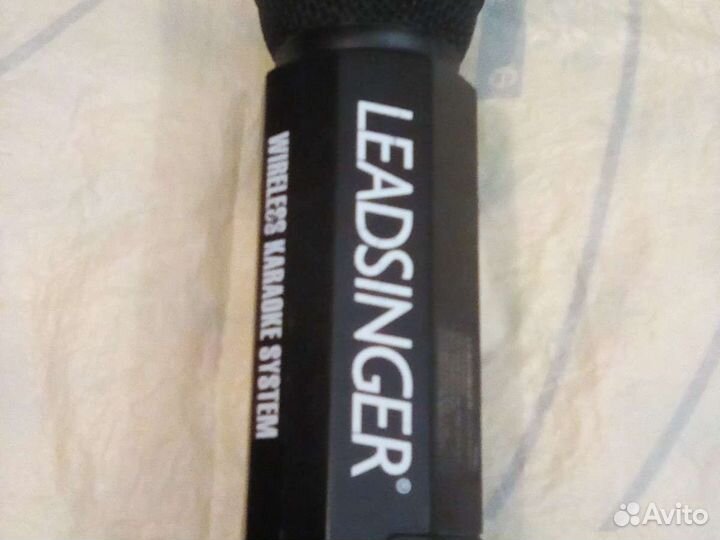 LEADSINGER®
WIRELESS KARAOKE SYSTEM
Avito